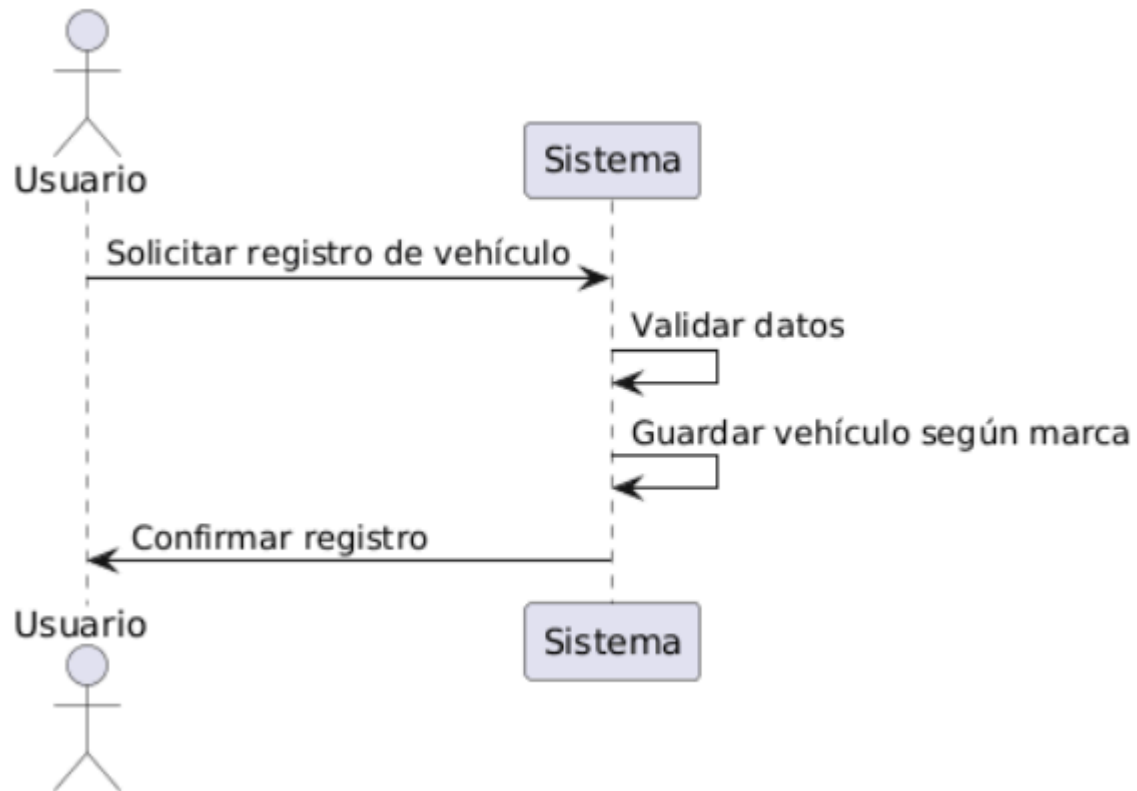 Usuario
Sistema
Solicitar registro de vehículo
Validar datos
Guardar vehículo según marca
Confirmar registro
Usuario
Sistema